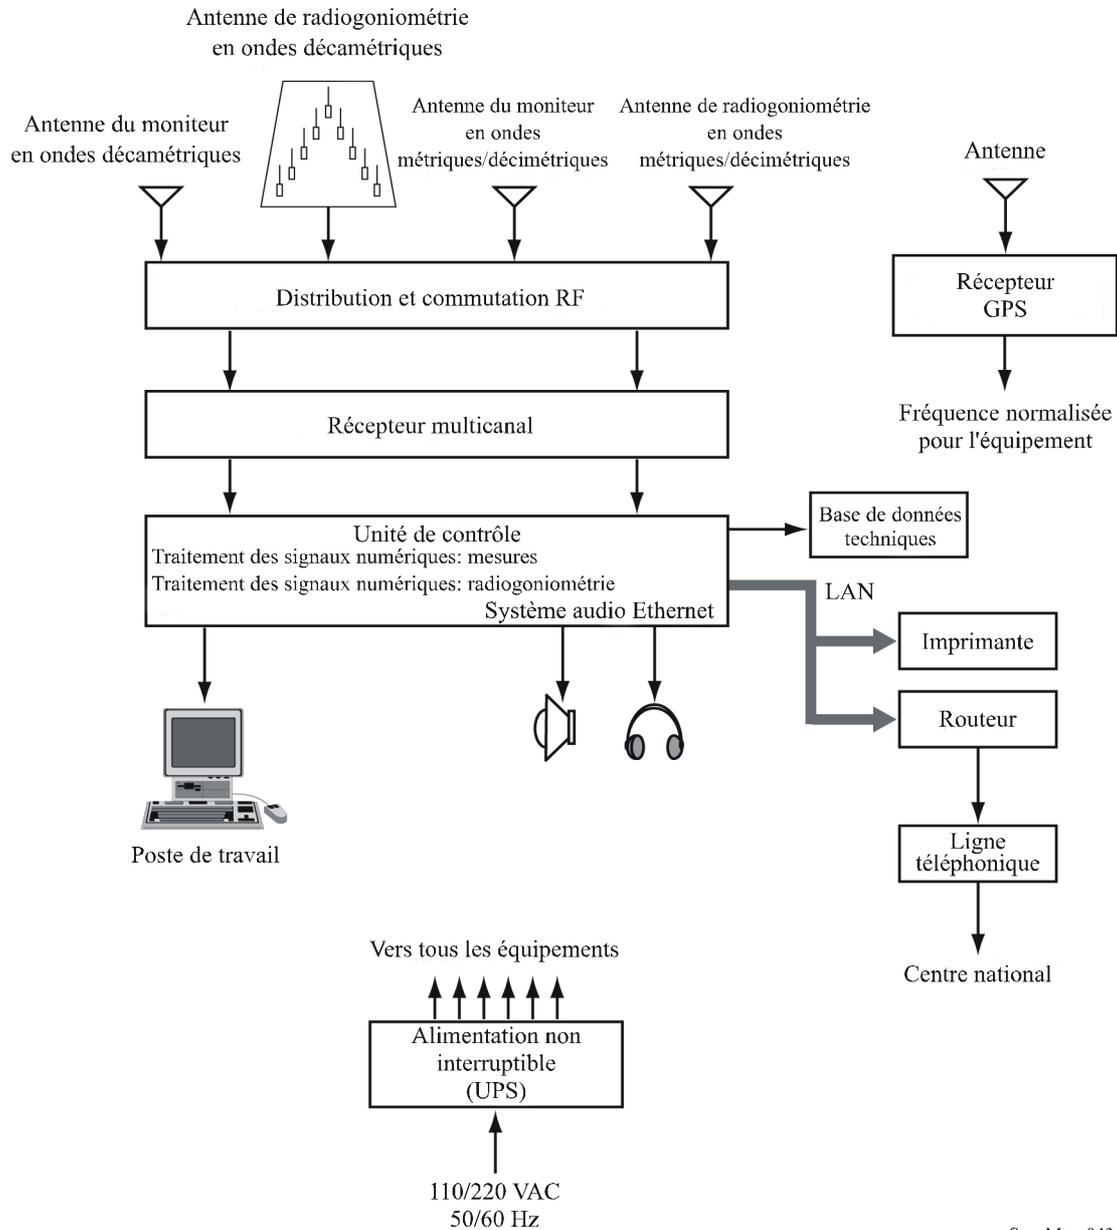 Antenne de radiogoniométrie
en ondes décamétriques
Antenne du moniteur
en ondes décamétriques
Antenne du moniteur
en ondes
métriques/décimétriques
Antenne de radiogoniométrie
en ondes
métriques/décimétriques
Antenne
Distribution et commutation RF
Récepteur
GPS
Récepteur multicanal
Fréquence normalisée
pour l'équipement
Unité de contrôle
Traitement des signaux numériques: mesures
Traitement des signaux numériques: radiogoniométrie
Système audio Ethernet
Base de données
techniques
LAN
Imprimante
Routeur
Poste de travail
Ligne
téléphonique
Centre national
Vers tous les équipements
Alimentation non
interruptible
(UPS)
110/220 VAC
50/60 Hz